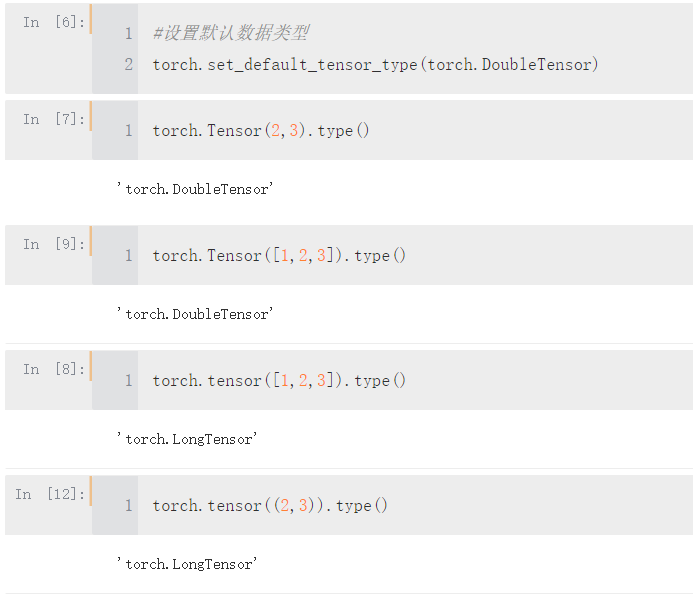 In [6]:
1 #设置默认数据类型
2 torch.set_default_tensor_type(torch.DoubleTensor)
In [7]:
1 torch.Tensor(2,3).type()
'torch.DoubleTensor'
In [9]:
1 torch.Tensor([1,2,3]).type()
'torch.DoubleTensor'
In [8]:
1 torch.tensor([1,2,3]).type()
'torch.LongTensor'
In [12]:
1 torch.tensor((2,3)).type()
'torch.LongTensor'